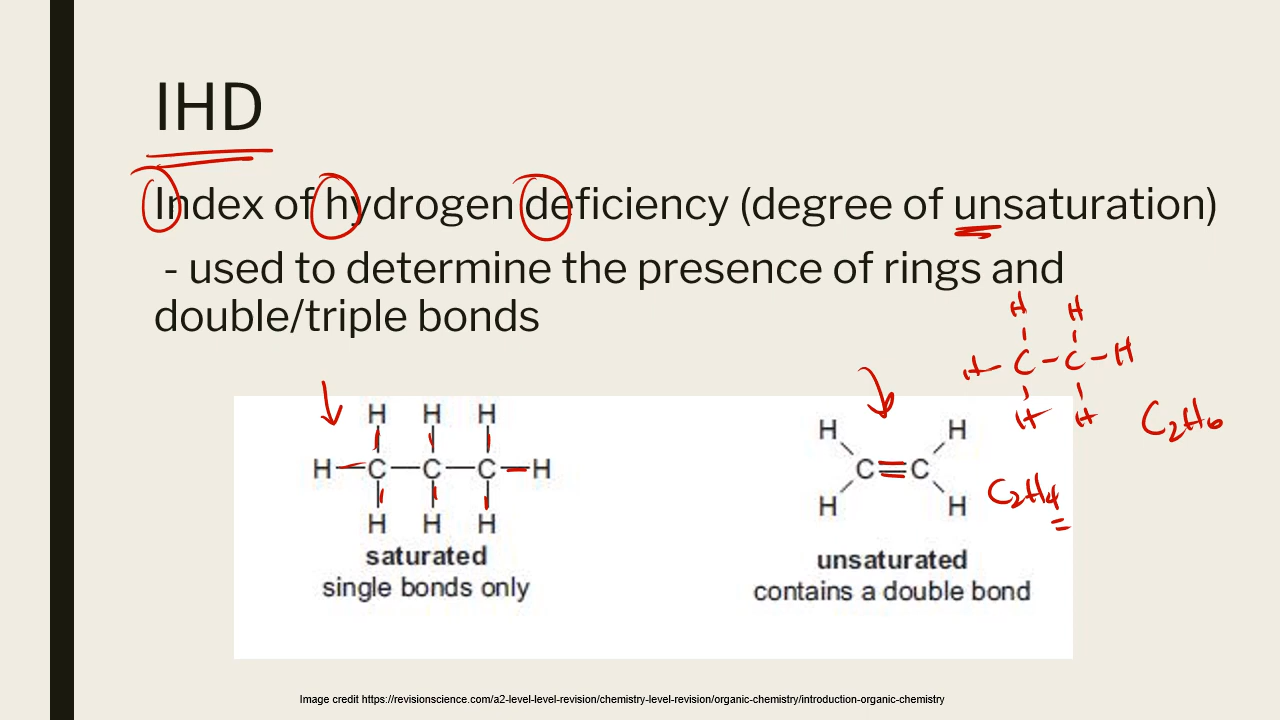 IHD
Index of hydrogen deficiency (degree of unsaturation)
- used to determine the presence of rings and
double/triple bonds
H H
H C C H
H H
C2H6
H H H
H C C C H
H H H
saturated
single bonds only
H H
C=C
H H
C2H4
unsaturated
contains a double bond
Image credit https://revisionscience.com/a2-level-level-revision/chemistry-level-revision/organic-chemistry/introduction-organic-chemistry